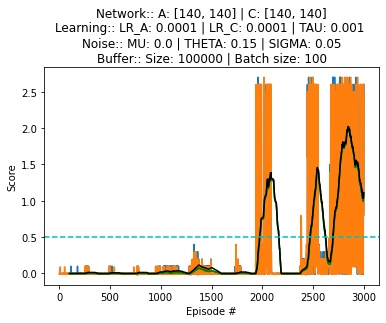 Network:: A: [140, 140] | C: [140, 140]
Learning:: LR_A: 0.0001 | LR_C: 0.0001 | TAU: 0.001
Noise:: MU: 0.0 | THETA: 0.15 | SIGMA: 0.05
Buffer:: Size: 100000 | Batch size: 100
2.5
2.0
1.5
1.0
0.5
0.0
Score
0 500 1000 1500 2000 2500 3000
Episode #